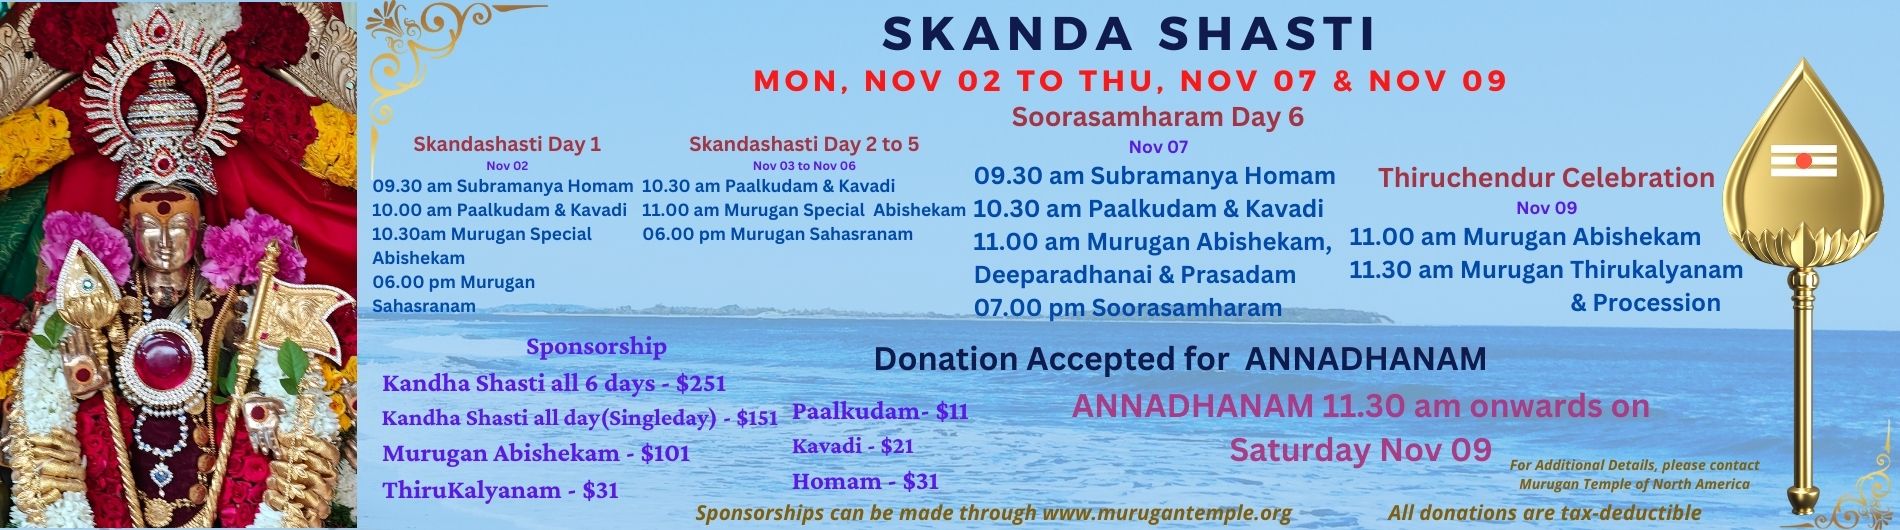 SKANDA SHASTI
MON, NOV 02 TO THU, NOV 07 & NOV 09
Skandashasti Day 1
Nov 02
09.30 am Subramanya Homam
10.00 am Paalkudam & Kavadi
10.30am Murugan Special
Abishekam
06.00 pm Murugan
Sahasranam
Skandashasti Day 2 to 5
Nov 03 to Nov 06
10.30 am Paalkudam & Kavadi
11.00 am Murugan Special Abishekam
06.00 pm Murugan Sahasranam
Soorasamharam Day 6
Nov 07
09.30 am Subramanya Homam
10.30 am Paalkudam & Kavadi
11.00 am Murugan Abishekam,
Deeparadhanai & Prasadam
07.00 pm Soorasamharam
Thiruchendur Celebration
Nov 09
11.00 am Murugan Abishekam
11.30 am Murugan Thirukalyanam
& Procession
Sponsorship
Kandha Shasti all 6 days - $251
Kandha Shasti all day(Singleday) - $151
Murugan Abishekam - $101
ThiruKalyanam - $31
Paalkudam- $11
Kavadi - $21
Homam - $31
Donation Accepted for ANNADHANAM
ANNADHANAM 11.30 am onwards on
Saturday Nov 09
For Additional Details, please contact
Murugan Temple of North America
Sponsorships can be made through www.murugantemple.org
All donations are tax-deductible